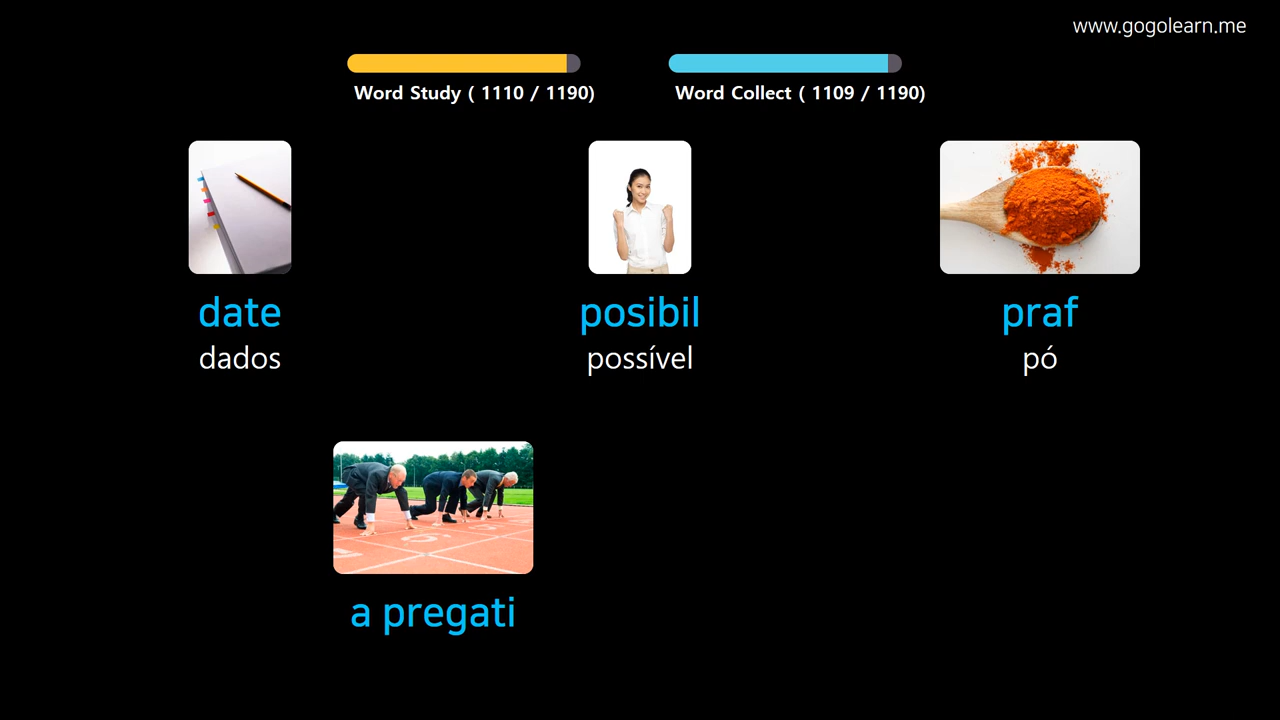 www.gogolearn.me
Word Study ( 1110 / 1190)
Word Collect ( 1109 / 1190)
date
dados
posibil
possível
praf
pó
a pregati